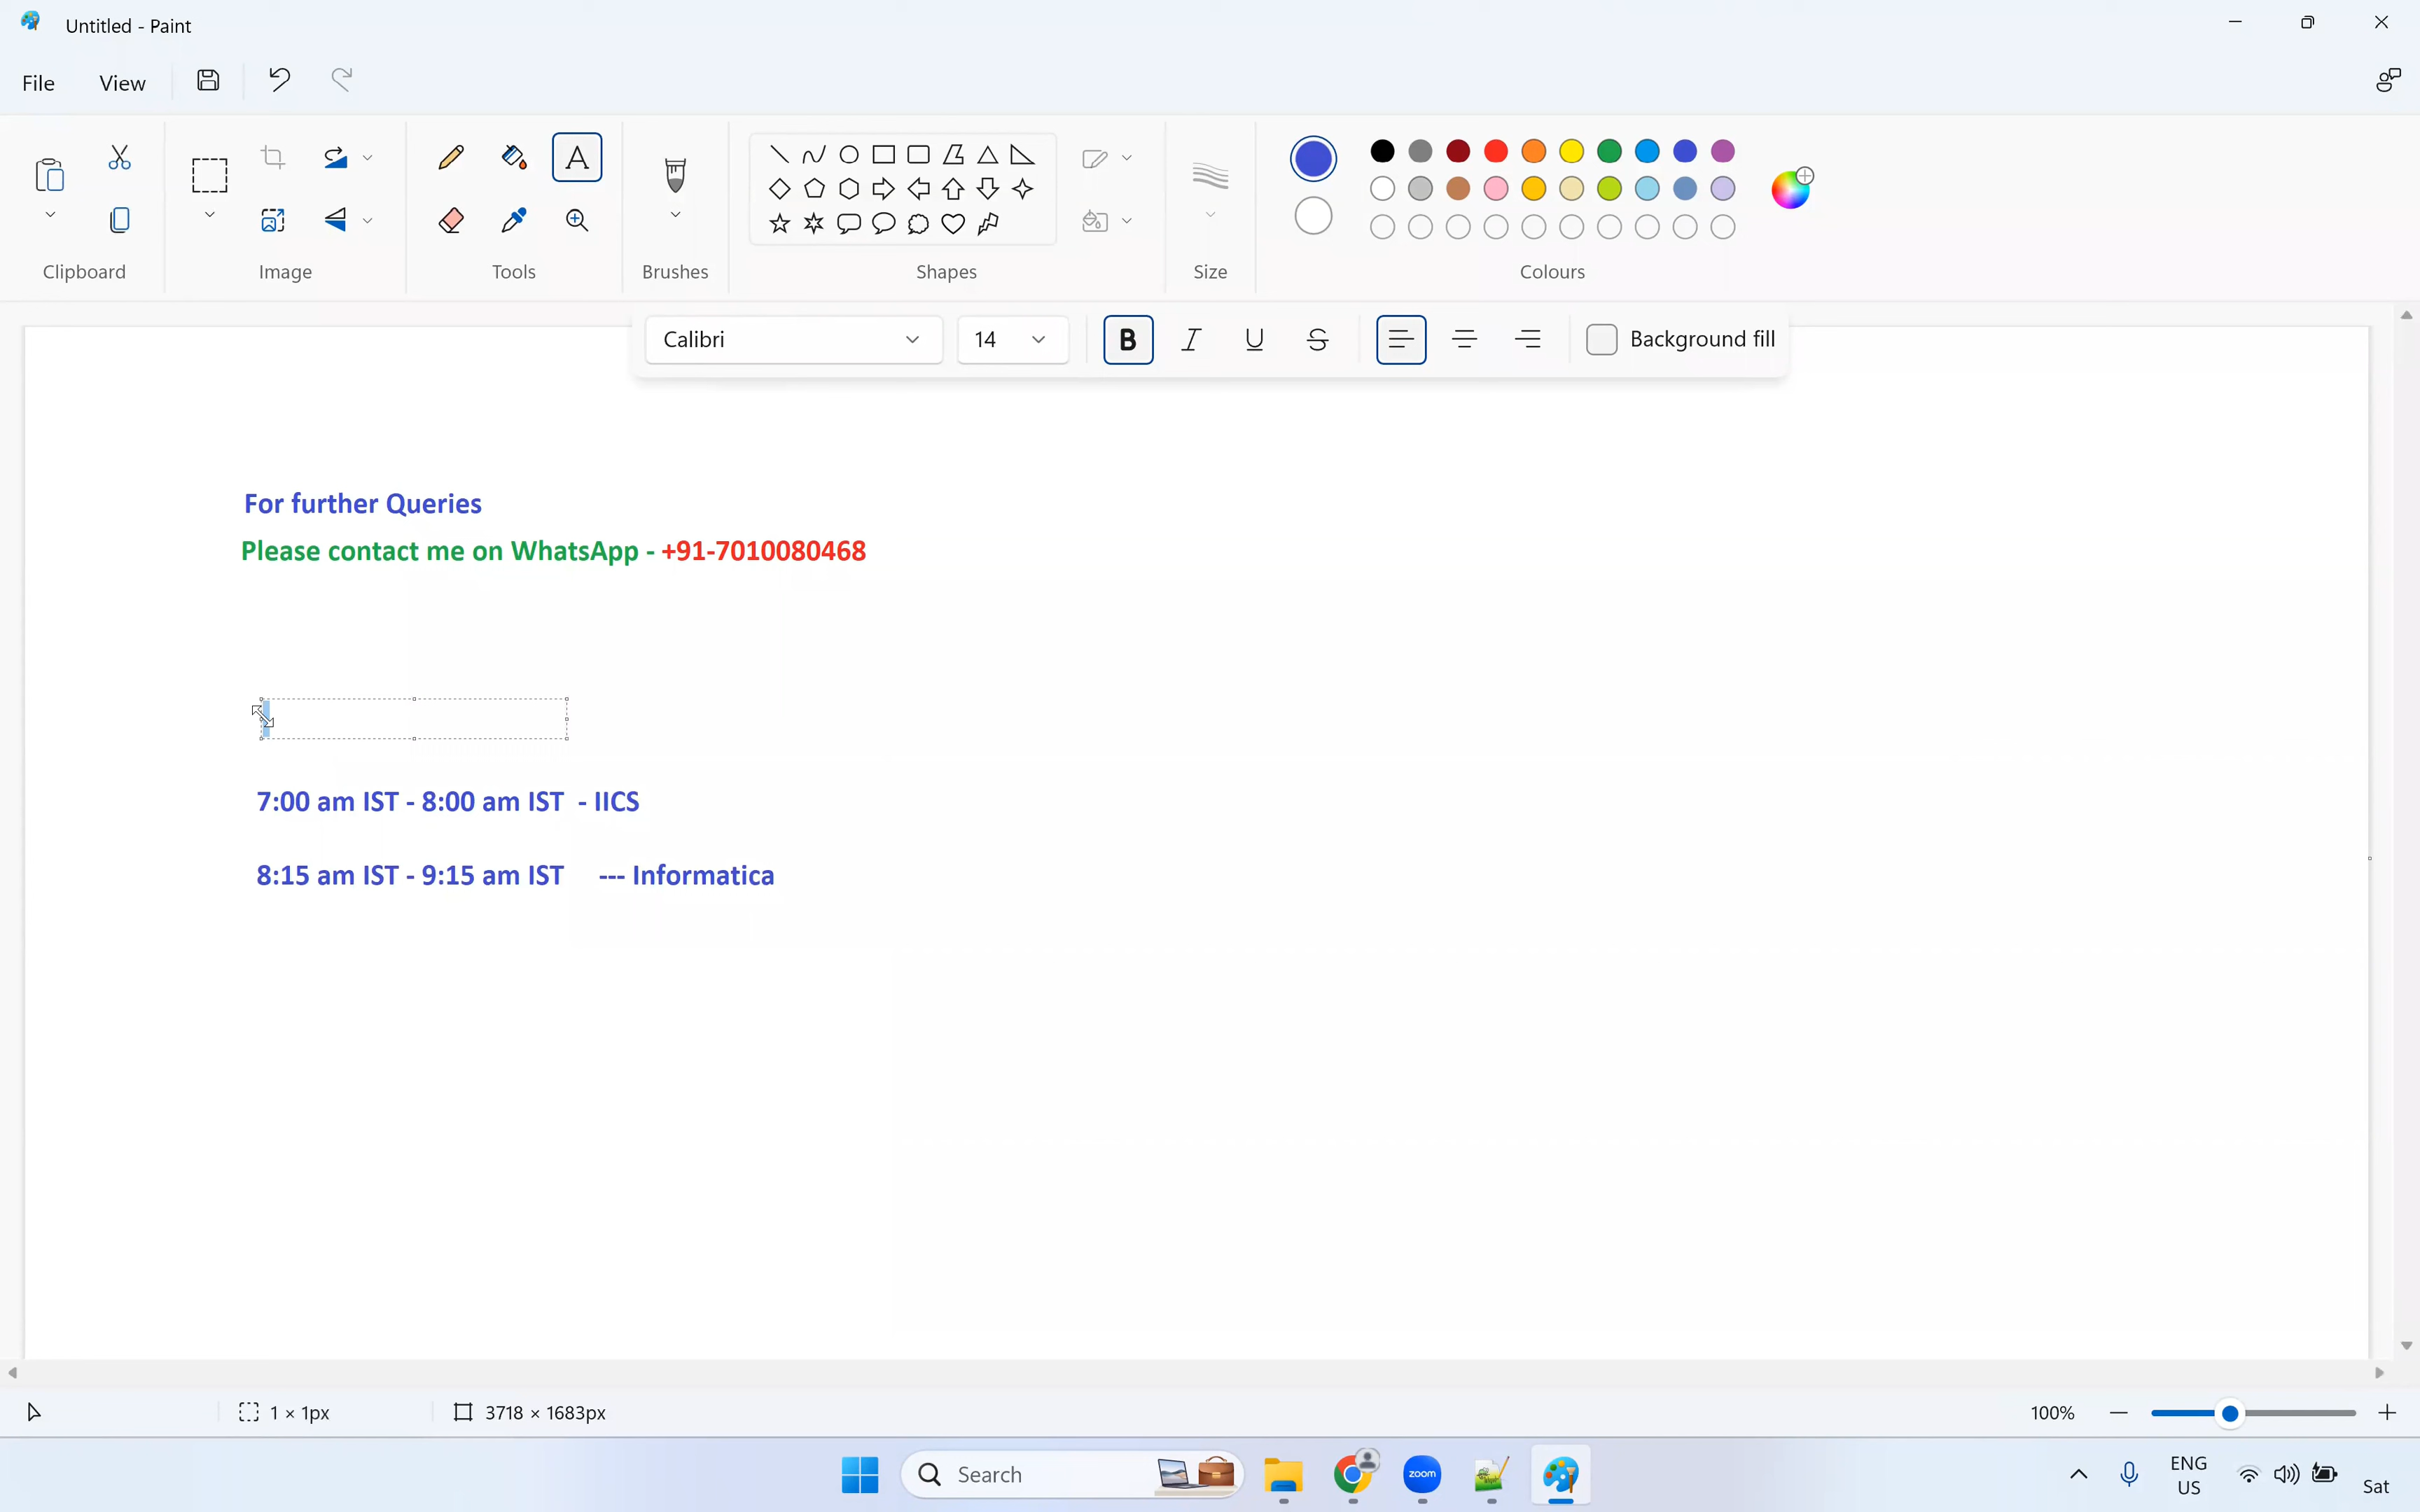 Untitled - Paint
File View
Clipboard
Image
Tools
Brushes
Shapes
Size
Colours
Calibri 14 B I U S Background fill
For further Queries
Please contact me on WhatsApp - +91-7010080468
7:00 am IST - 8:00 am IST - IICS
8:15 am IST - 9:15 am IST --- Informatica
1 × 1px 3718 × 1683px 100%
Search zoom ENG
US Sat